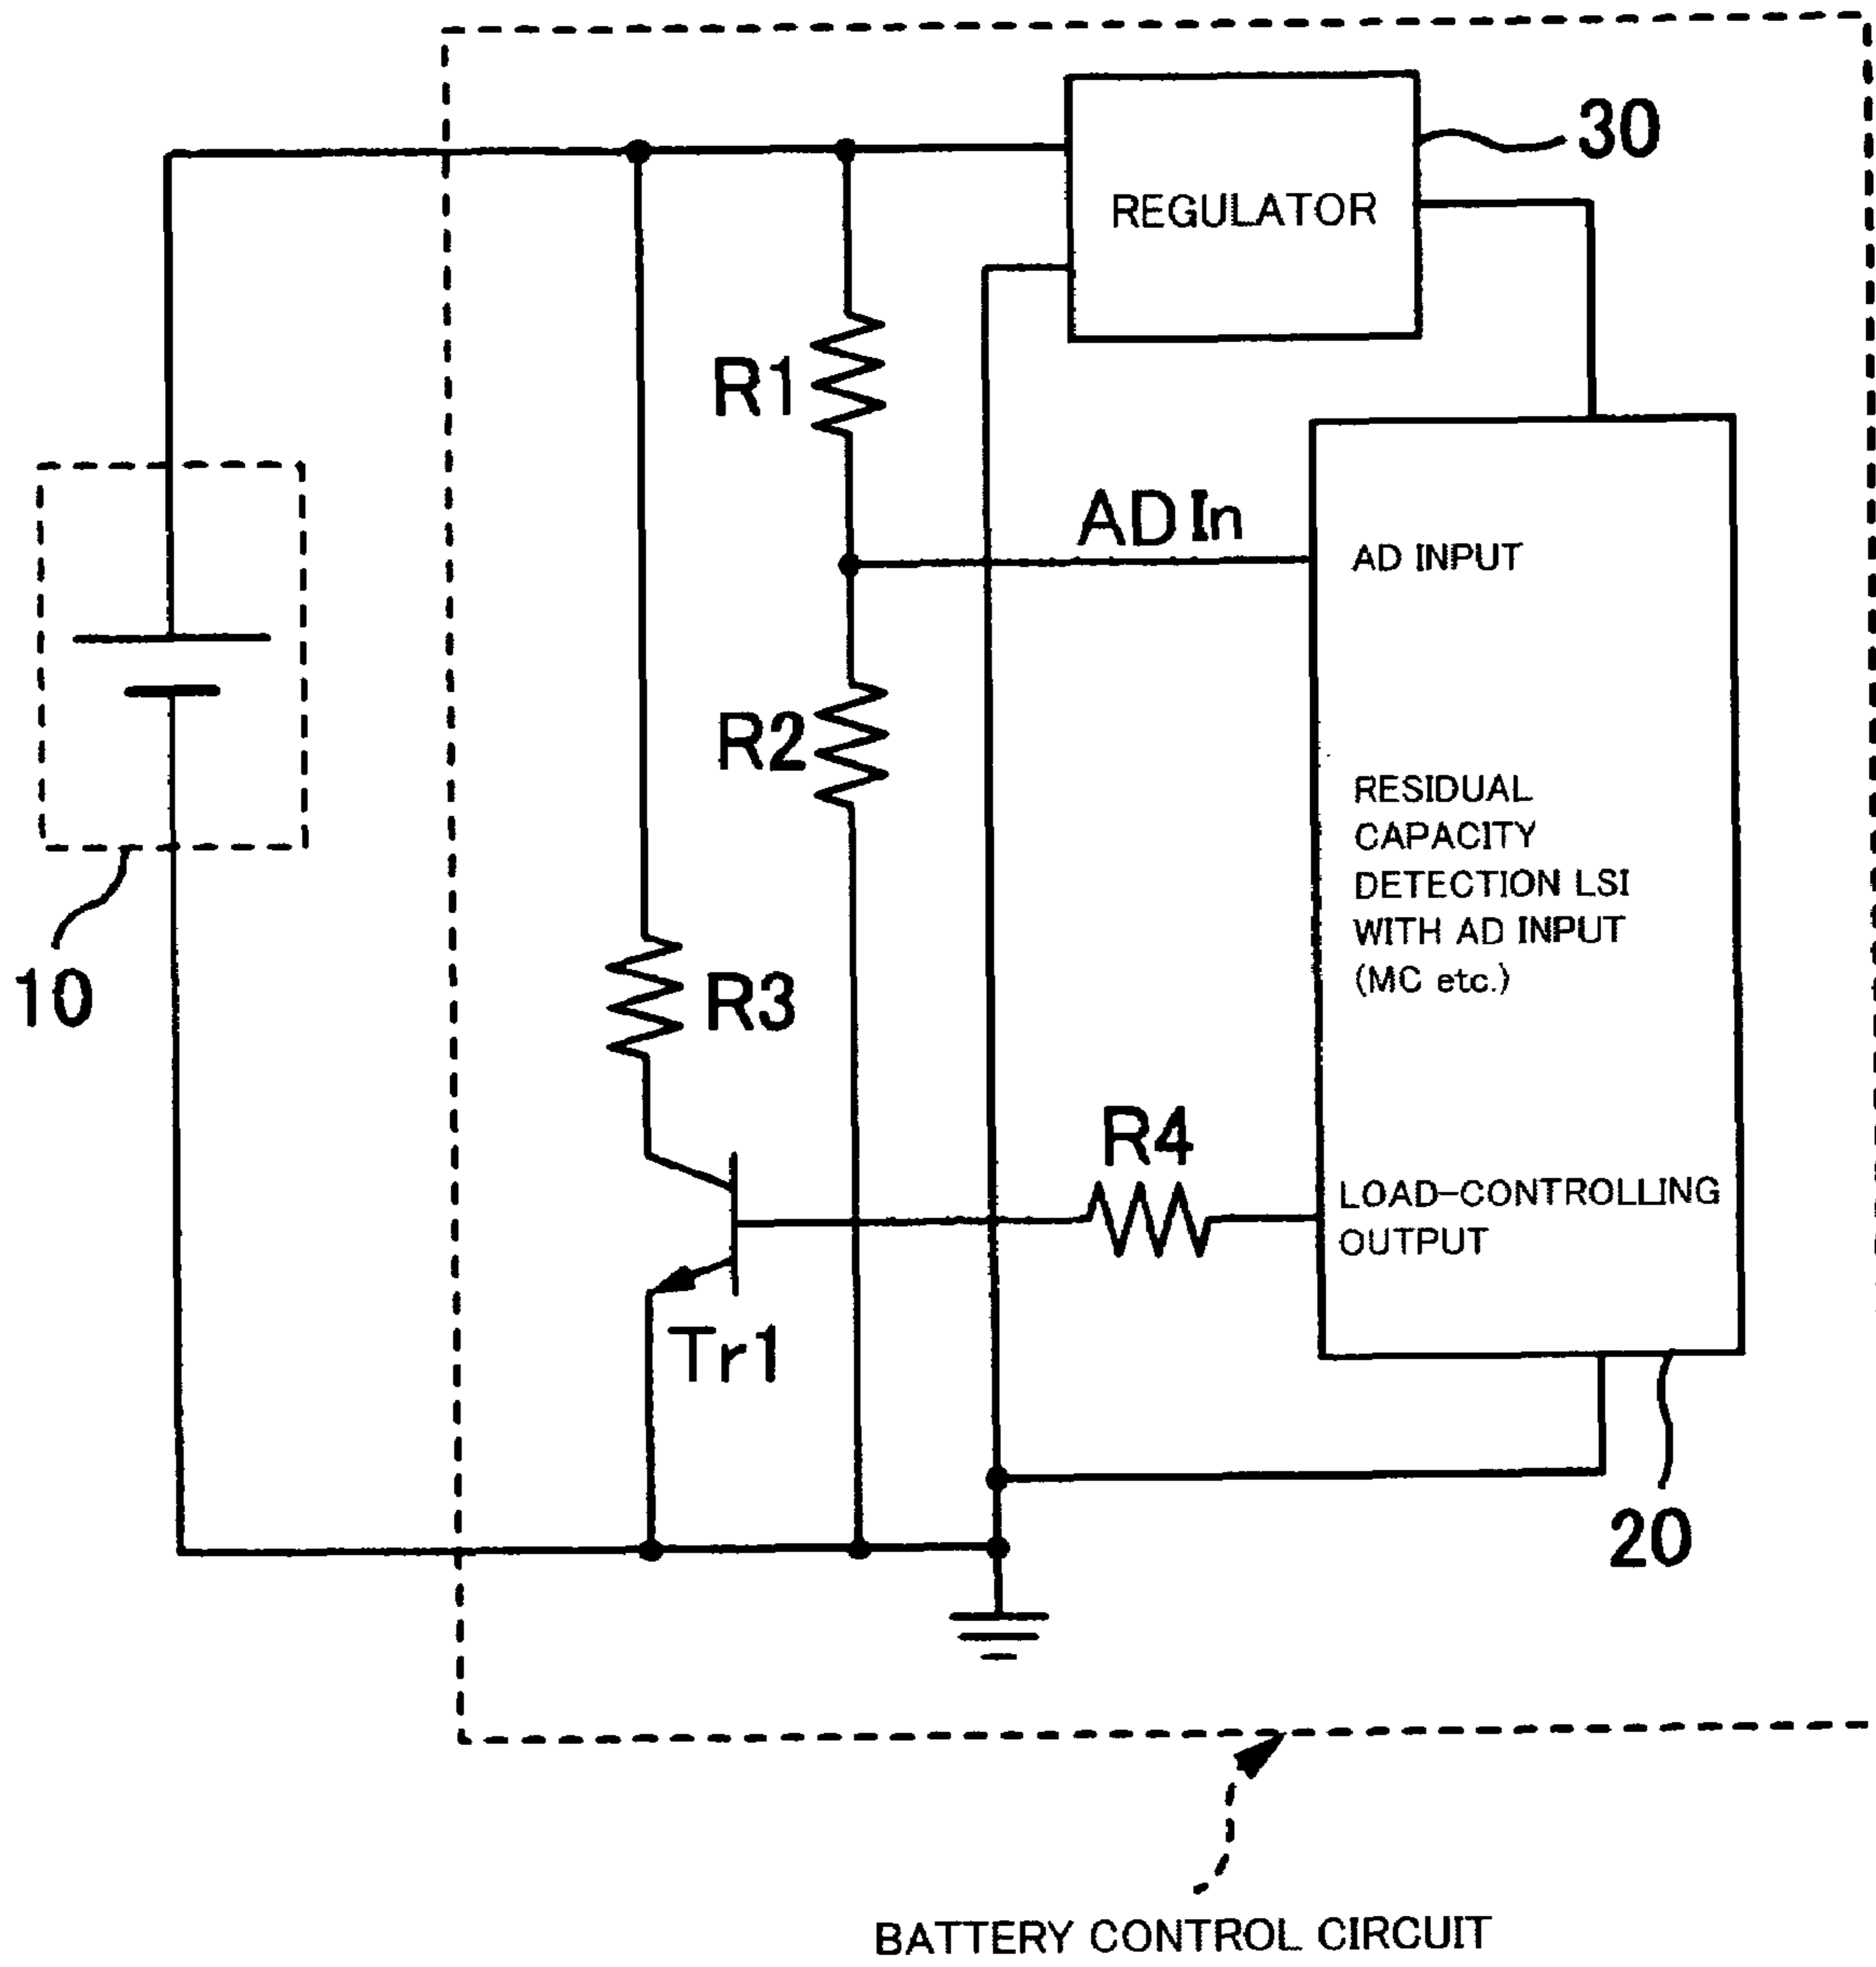 30
REGULATOR
R1
AD In
AD INPUT
R2
RESIDUAL
CAPACITY
DETECTION LSI
WITH AD INPUT
(MC etc.)
10
R3
R4
LOAD-CONTROLLING
OUTPUT
Tr1
20
BATTERY CONTROL CIRCUIT